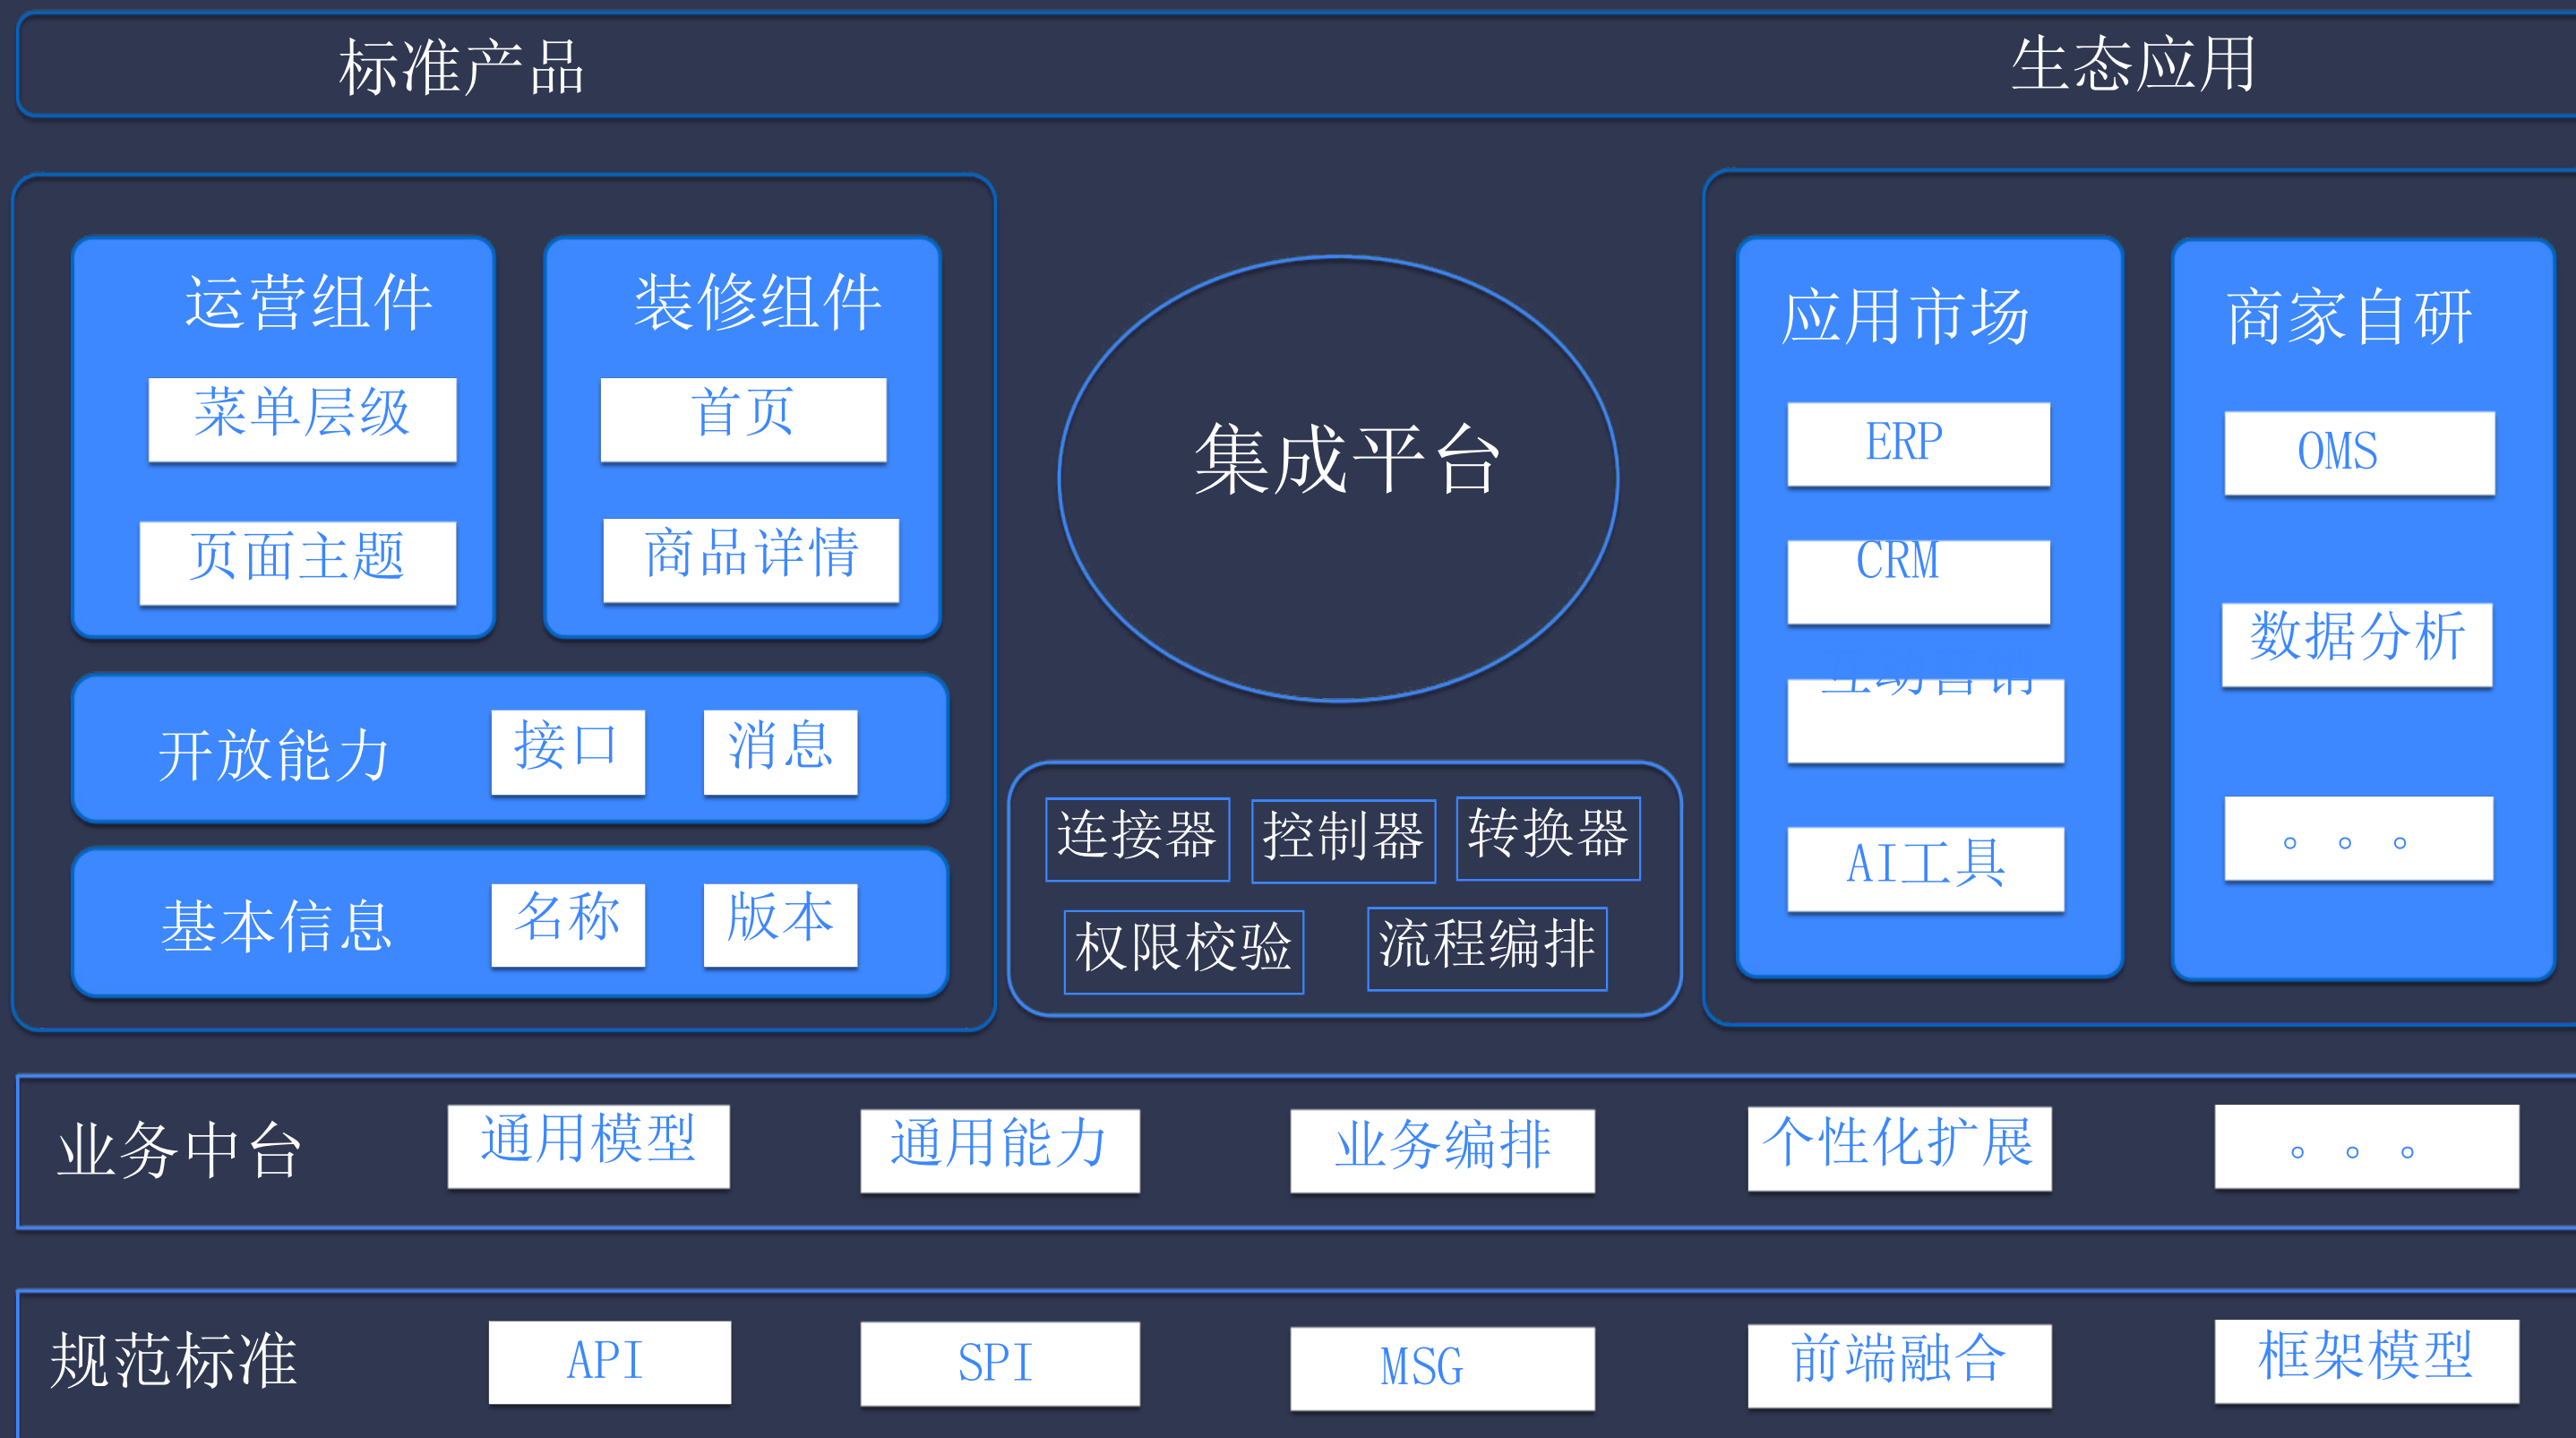 标准产品
生态应用
运营组件
菜单层级
页面主题
装修组件
首页
商品详情
开放能力
接口
消息
基本信息
名称
版本
集成平台
连接器
控制器
转换器
权限校验
流程编排
应用市场
ERP
CRM
互动营销
AI工具
商家自研
OMS
数据分析
。。。
业务中台
通用模型
通用能力
业务编排
个性化扩展
。。。
规范标准
API
SPI
MSG
前端融合
框架模型